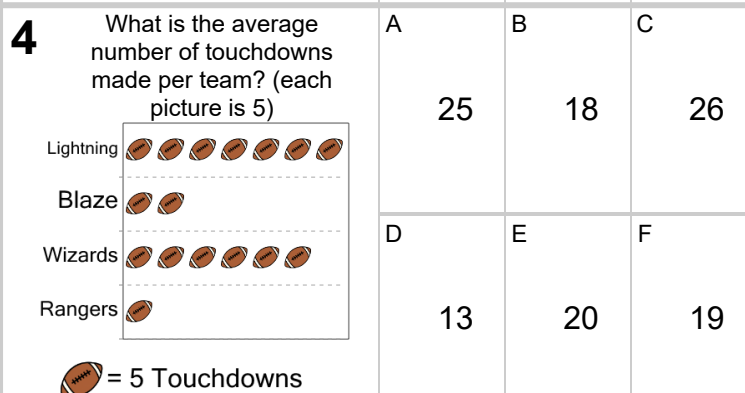 4
What is the average
number of touchdowns
made per team? (each
picture is 5)
Lightning
Blaze
Wizards
Rangers
= 5 Touchdowns
A
25
B
18
C
26
D
13
E
20
F
19